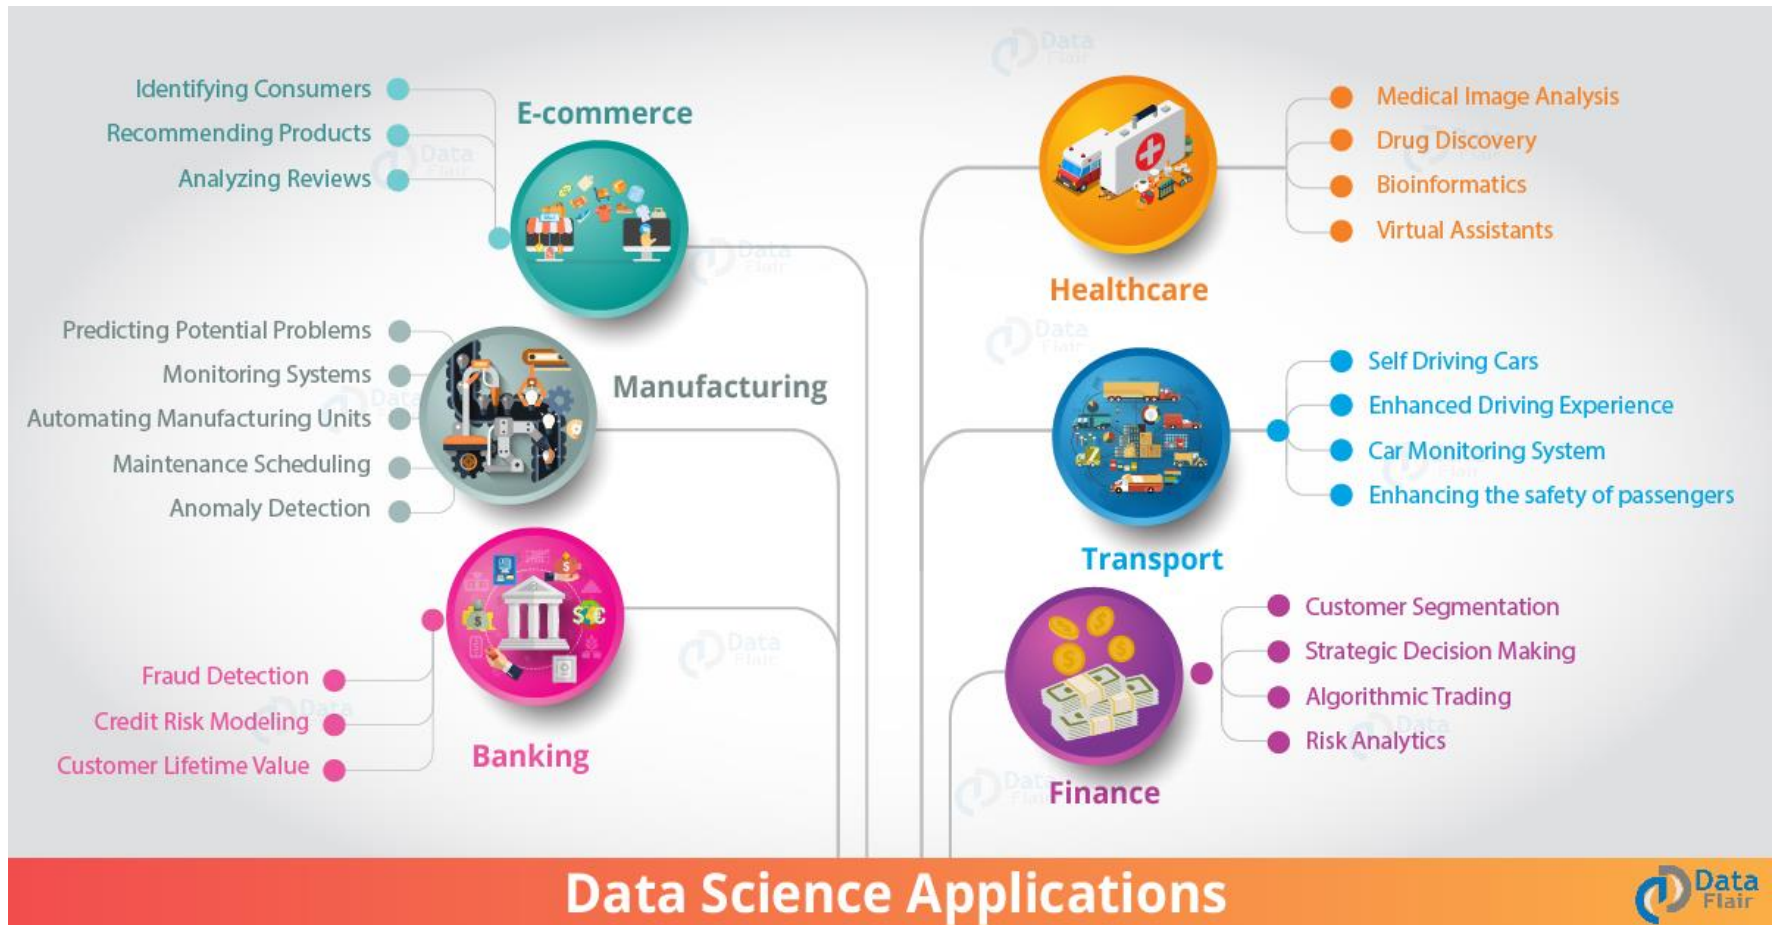 Identifying Consumers
Recommending Products
Analyzing Reviews
E-commerce
Predicting Potential Problems
Monitoring Systems
Automating Manufacturing Units
Maintenance Scheduling
Anomaly Detection
Manufacturing
Fraud Detection
Credit Risk Modeling
Customer Lifetime Value
Banking
Medical Image Analysis
Drug Discovery
Bioinformatics
Virtual Assistants
Healthcare
Self Driving Cars
Enhanced Driving Experience
Car Monitoring System
Enhancing the safety of passengers
Transport
Customer Segmentation
Strategic Decision Making
Algorithmic Trading
Risk Analytics
Finance
Data Science Applications
Data
Flair